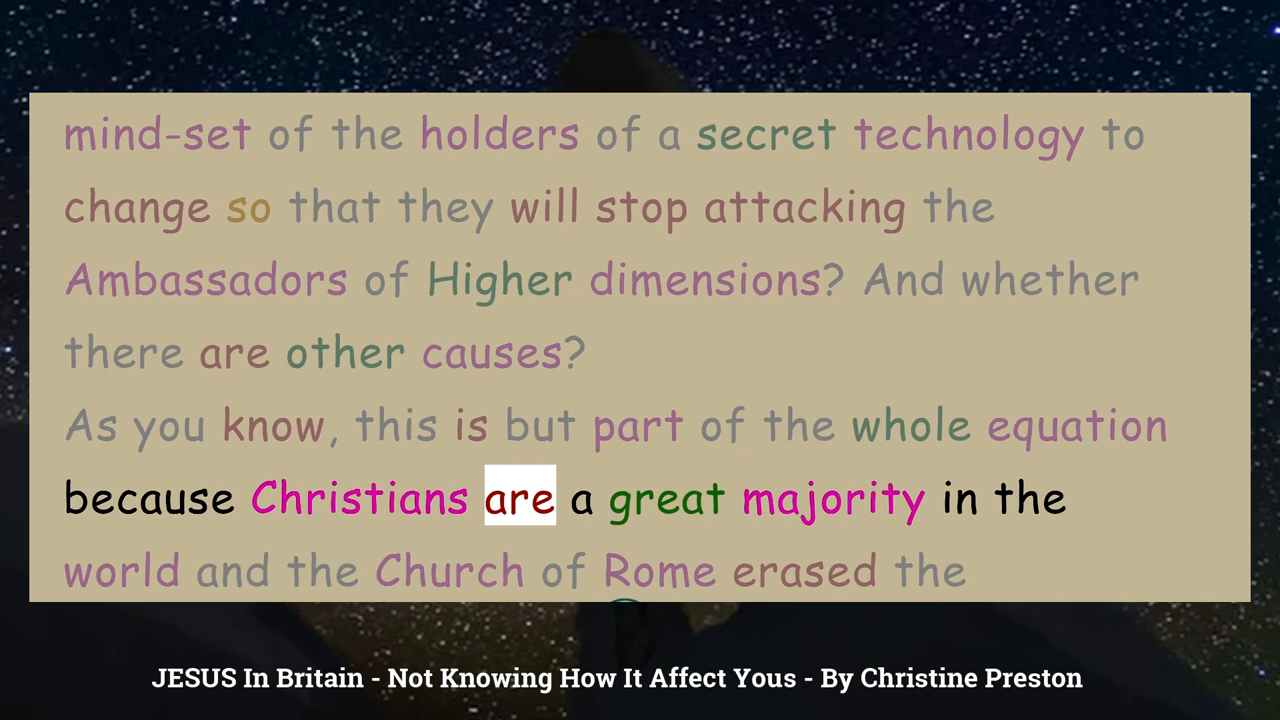 mind-set of the holders of a secret technology to
change so that they will stop attacking the
Ambassadors of Higher dimensions? And whether
there are other causes?
As you know, this is but part of the whole equation
because Christians are a great majority in the
world and the Church of Rome erased the
JESUS In Britain - Not Knowing How It Affect Yous - By Christine Preston